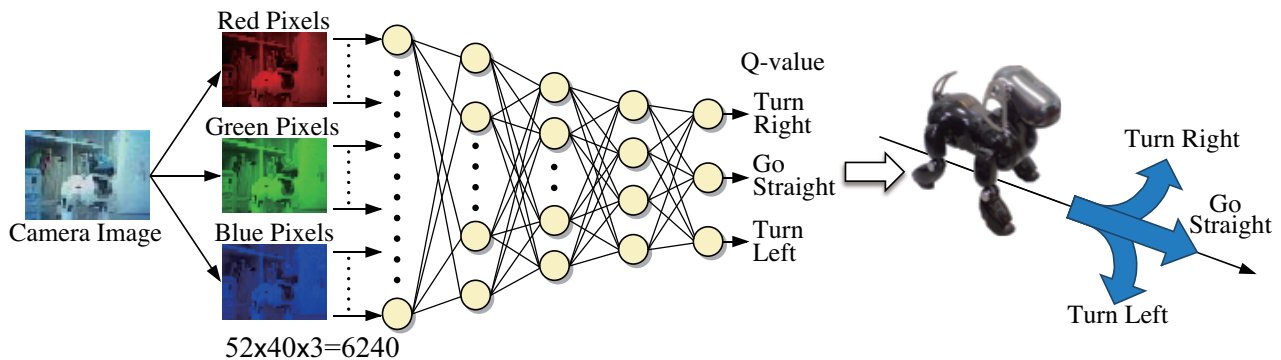 Red Pixels
Green Pixels
Blue Pixels
Camera Image
52x40x3=6240
Q-value
Turn
Right
Go
Straight
Turn
Left
Turn Right
Go
Straight
Turn Left